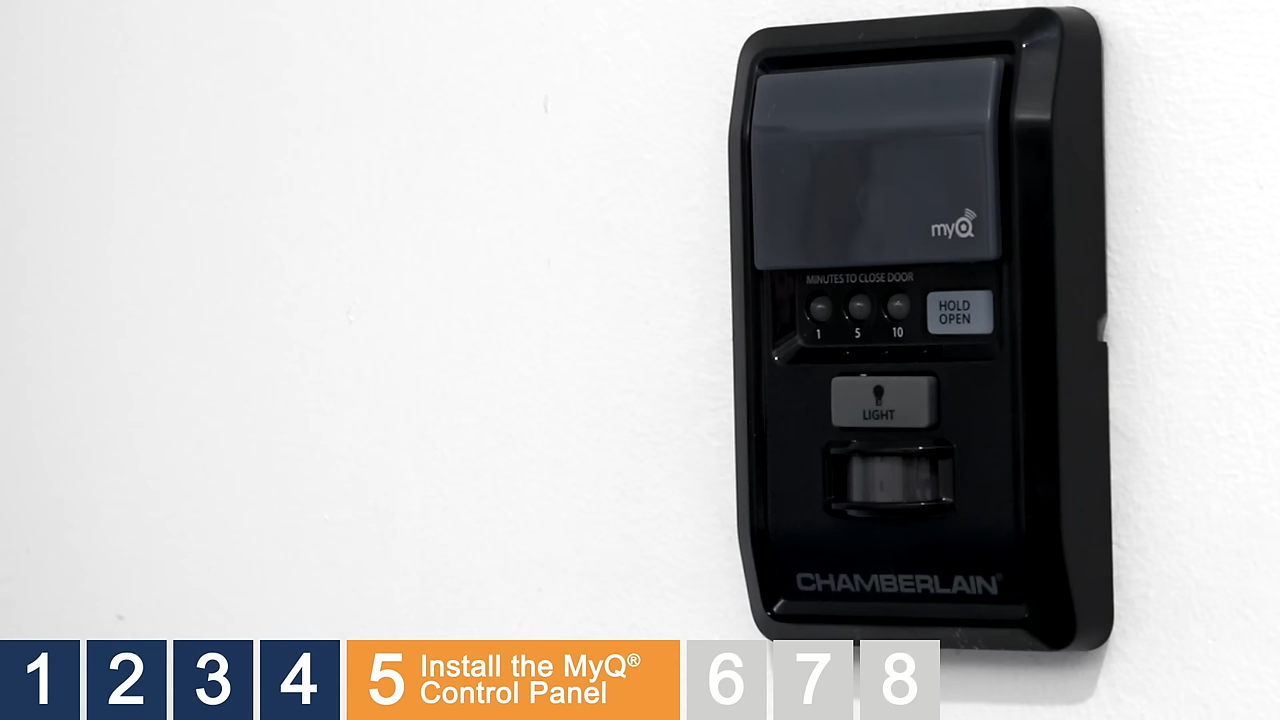 myQ
MINUTES TO CLOSE DOOR
1 5 10
HOLD
OPEN
LIGHT
CHAMBERLAIN®
1 2 3 4 5 Install the MyQ®
Control Panel
6 7 8